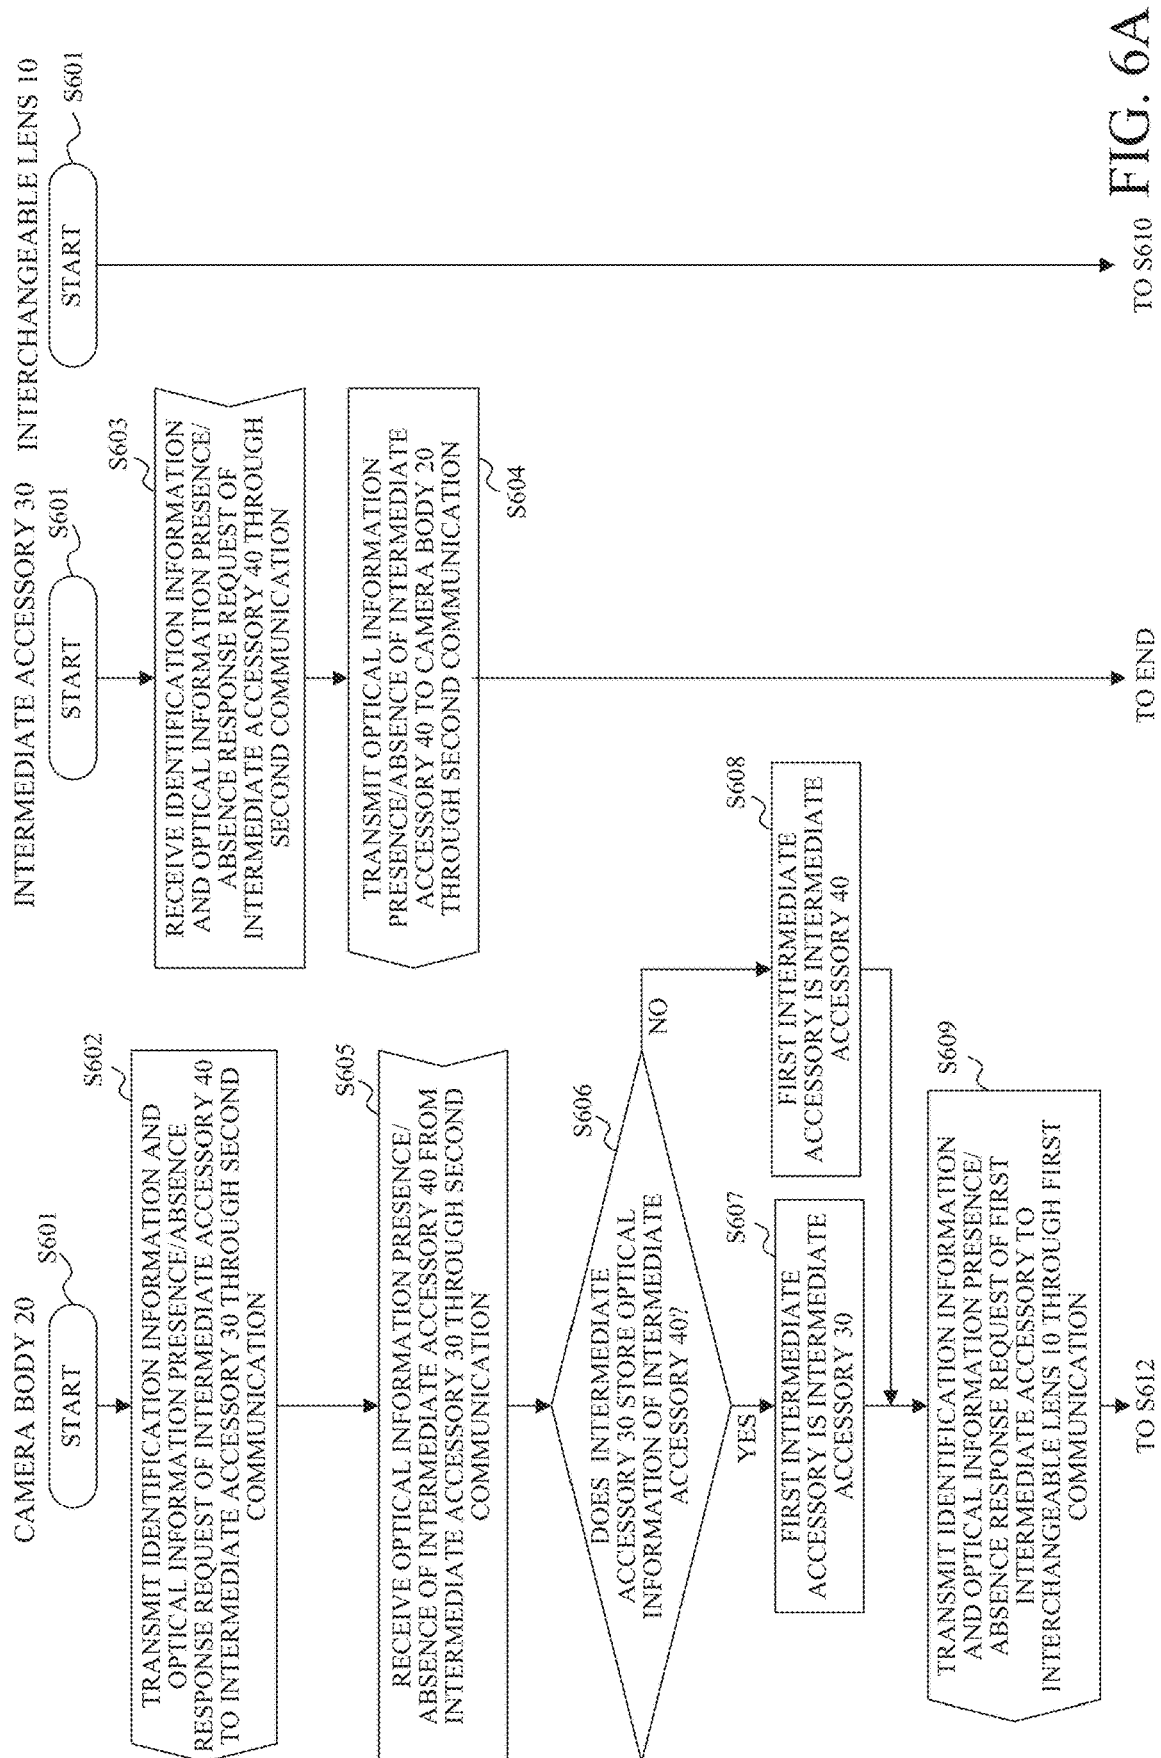 CAMERA BODY 20
START
S601
TRANSMIT IDENTIFICATION INFORMATION AND
OPTICAL INFORMATION PRESENCE/ABSENCE
RESPONSE REQUEST OF INTERMEDIATE ACCESSORY 40
TO INTERMEDIATE ACCESSORY 30 THROUGH SECOND
COMMUNICATION
S602
RECEIVE OPTICAL INFORMATION PRESENCE/
ABSENCE OF INTERMEDIATE ACCESSORY 40 FROM
INTERMEDIATE ACCESSORY 30 THROUGH SECOND
COMMUNICATION
S605
DOES INTERMEDIATE
ACCESSORY 30 STORE OPTICAL
INFORMATION OF INTERMEDIATE
ACCESSORY 40?
S606
YES
NO
FIRST INTERMEDIATE
ACCESSORY IS INTERMEDIATE
ACCESSORY 30
S607
FIRST INTERMEDIATE
ACCESSORY IS INTERMEDIATE
ACCESSORY 40
S608
TRANSMIT IDENTIFICATION INFORMATION
AND OPTICAL INFORMATION PRESENCE/
ABSENCE RESPONSE REQUEST OF FIRST
INTERMEDIATE ACCESSORY TO
INTERCHANGEABLE LENS 10 THROUGH FIRST
COMMUNICATION
S609
TO S612
INTERMEDIATE ACCESSORY 30
START
S601
RECEIVE IDENTIFICATION INFORMATION
AND OPTICAL INFORMATION PRESENCE/
ABSENCE RESPONSE REQUEST OF
INTERMEDIATE ACCESSORY 40 THROUGH
SECOND COMMUNICATION
S603
TRANSMIT OPTICAL INFORMATION
PRESENCE/ABSENCE OF INTERMEDIATE
ACCESSORY 40 TO CAMERA BODY 20
THROUGH SECOND COMMUNICATION
S604
TO END
INTERCHANGEABLE LENS 10
START
S601
TO S610
FIG. 6A